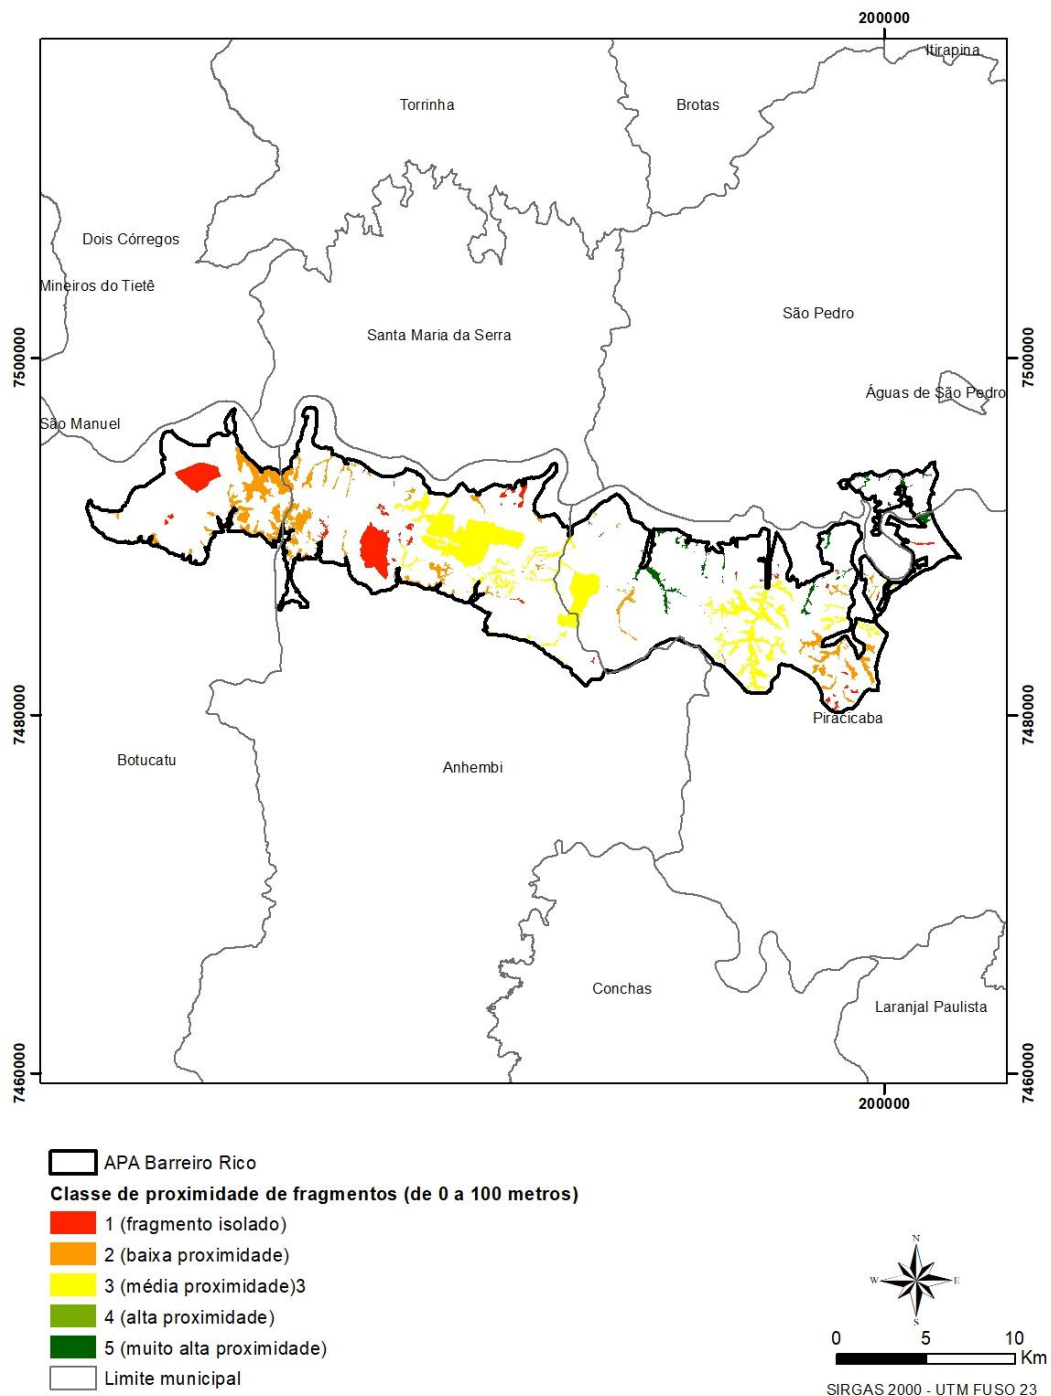 200000
Itirapina
Torrinha
Brotas
Dois Córregos
Mineiros do Tietê
São Pedro
Santa Maria da Serra
7500000
7500000
Águas de São Pedro
São Manuel
7480000
7480000
Piracicaba
Botucatu
Anhembi
Conchas
Laranjal Paulista
7460000
7460000
200000
APA Barreiro Rico
Classe de proximidade de fragmentos (de 0 a 100 metros)
1 (fragmento isolado)
2 (baixa proximidade)
3 (média proximidade)3
4 (alta proximidade)
5 (muito alta proximidade)
Limite municipal
N
W
E
S
0 5 10
Km
SIRGAS 2000 - UTM FUSO 23